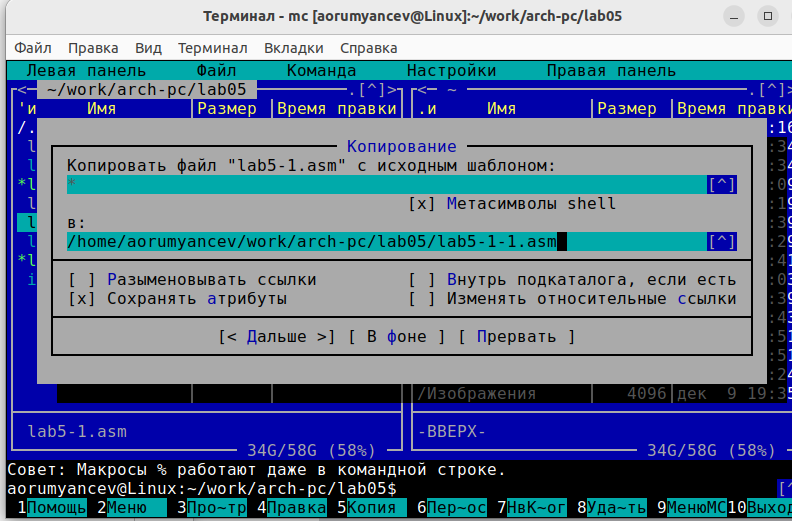 Терминал - mc [aorumyancev@Linux]:~/work/arch-pc/lab05
Файл Правка Вид Терминал Вкладки Справка
Левая панель Файл Команда Настройки Правая панель
<─ ~/work/arch-pc/lab05 .[^]> <─ ~ .[^]>
'и Имя Размер Время правки .и Имя Размер Время правки
/.
Копирование
Копировать файл "lab5-1.asm" с исходным шаблоном:
* [^]
[x] Метасимволы shell
в:
/home/aorumyancev/work/arch-pc/lab05/lab5-1-1.asm [^]
[ ] Разыменовывать ссылки [ ] Внутрь подкаталога, если есть
[x] Сохранять атрибуты [ ] Изменять относительные ссылки
[< Дальше >] [ В фоне ] [ Прервать ]
/Изображения 4096 дек 9 19:35
lab5-1.asm -ВВЕРХ-
34G/58G (58%) 34G/58G (58%)
Совет: Макросы % работают даже в командной строке.
aorumyancev@Linux:~/work/arch-pc/lab05$ [^
1Помощь 2Меню 3Про~тр 4Правка 5Копия 6Пер~ос 7НвК~ог 8Уда~ть 9МенюMC 10Выход